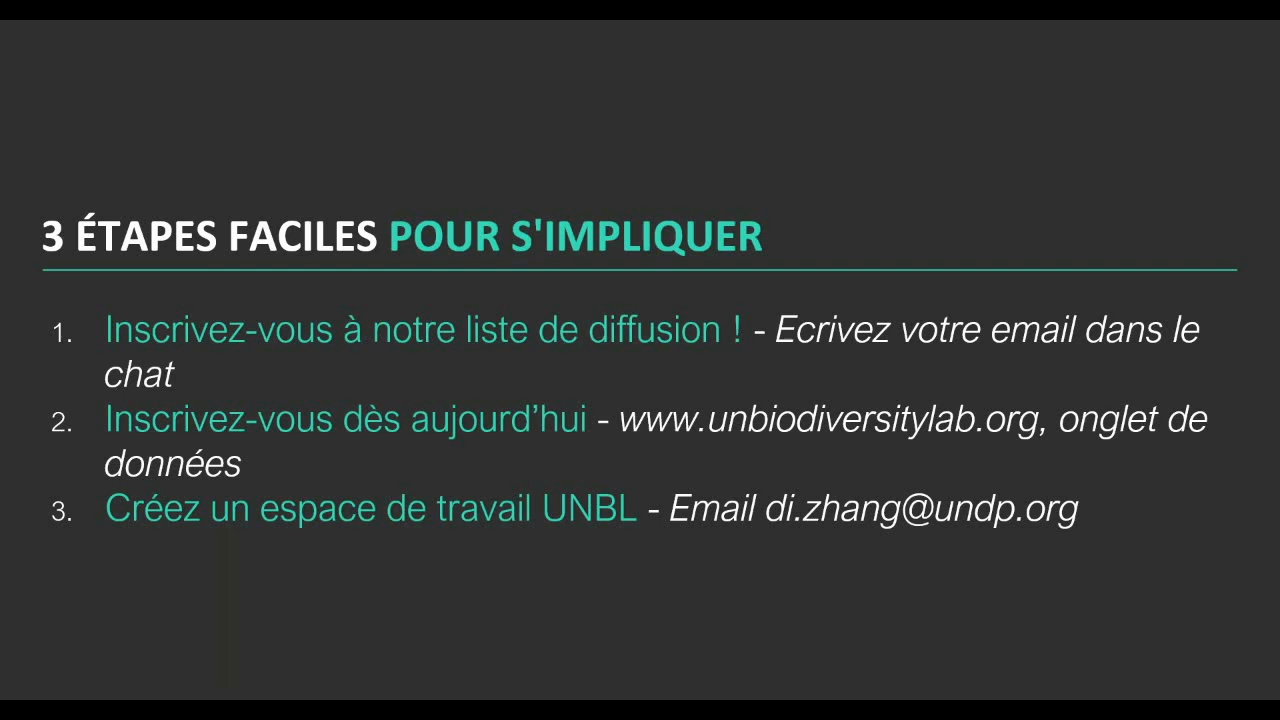 3 ÉTAPES FACILES POUR S'IMPLIQUER
1. Inscrivez-vous à notre liste de diffusion ! - Ecrivez votre email dans le
chat
2. Inscrivez-vous dès aujourd’hui - www.unbiodiversitylab.org, onglet de
données
3. Créez un espace de travail UNBL - Email di.zhang@undp.org